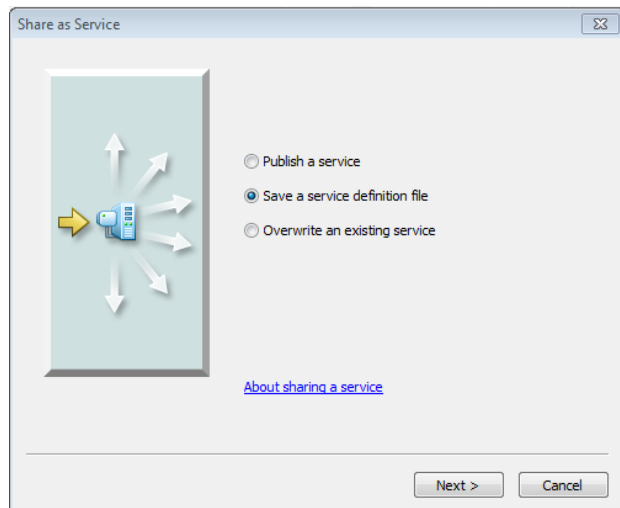 Share as Service
Publish a service
Save a service definition file
Overwrite an existing service
About sharing a service
Next >
Cancel